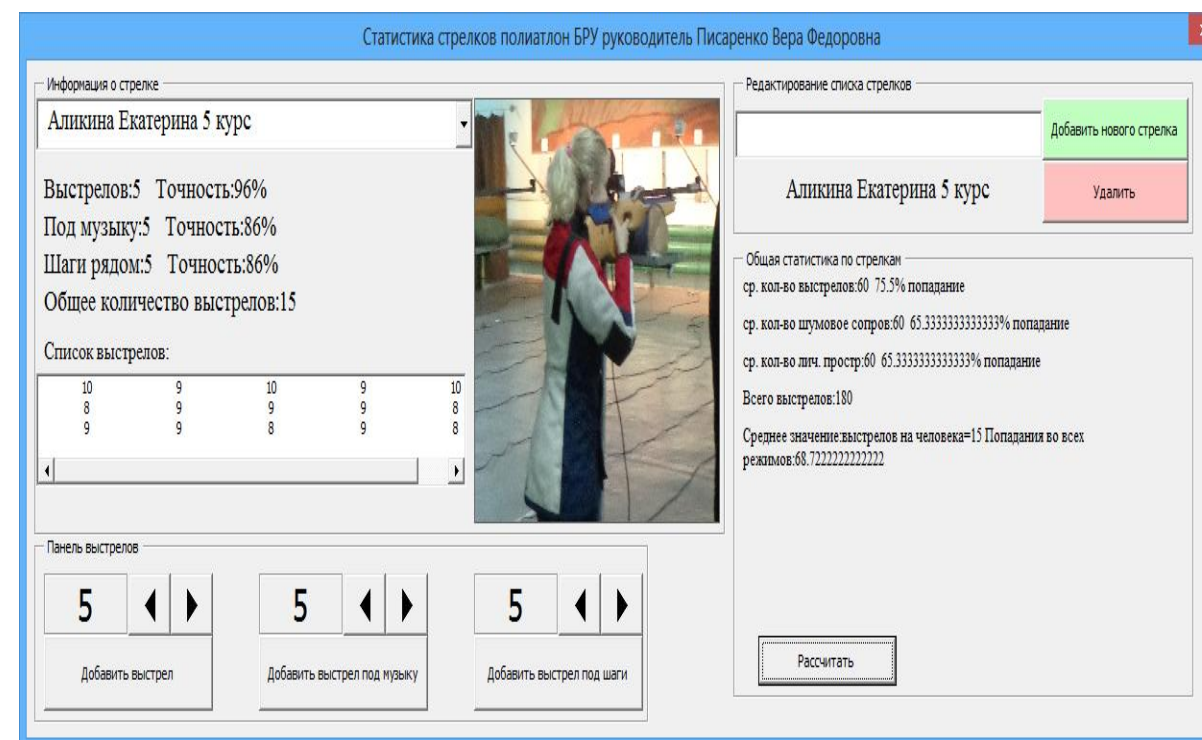 Статистика стрелков полиатлон БРУ руководитель Писаренко Вера Федоровна
Информация о стрелке
Аликина Екатерина 5 курс
Выстрелов:5 Точность:96%
Под музыку:5 Точность:86%
Шаги рядом:5 Точность:86%
Общее количество выстрелов:15
Список выстрелов:
10 9 10 9 10
8 9 9 9 8
9 9 8 9 8
Панель выстрелов
5 5 5
Добавить выстрел
Добавить выстрел под музыку
Добавить выстрел под шаги
Редактирование списка стрелков
Добавить нового стрелка
Аликина Екатерина 5 курс
Удалить
Общая статистика по стрелкам
ср. кол-во выстрелов:60 75.5% попадание
ср. кол-во шумовое сопров:60 65.3333333333333% попадание
ср. кол-во лич. простр:60 65.3333333333333% попадание
Всего выстрелов:180
Среднее значение:выстрелов на человека=15 Попадания во всех
режимов:68.7222222222222
Рассчитать